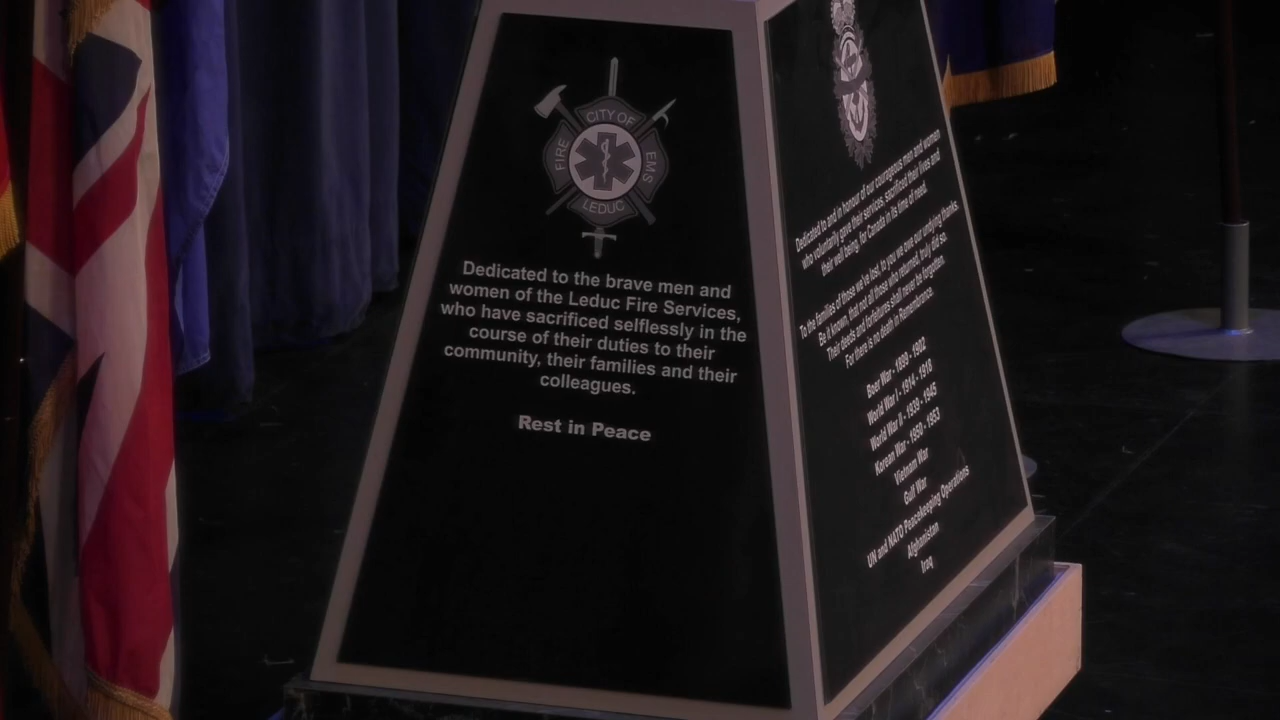 CITY OF
FIRE
EMS
LEDUC
Dedicated to the brave men and
women of the Leduc Fire Services,
who have sacrificed selflessly in the
course of their duties to their
community, their families and their
colleagues.
Rest in Peace
Dedicated to and in honour of our courageous men and women
who voluntarily gave their services, sacrificed their lives and
their well being, for Canada in its time of need.
To the families of those we've lost, to you we owe our undying thanks.
Be it known, that not all those who returned, truly did so.
Their deeds and forfeitures shall never be forgotten.
For there is no death in Remembrance.
Boer War - 1899 - 1902
World War I - 1914 - 1918
World War II - 1939 - 1945
Korean War - 1950 - 1953
Vietnam War
Gulf War
UN and NATO Peacekeeping Operations
Afghanistan
Iraq